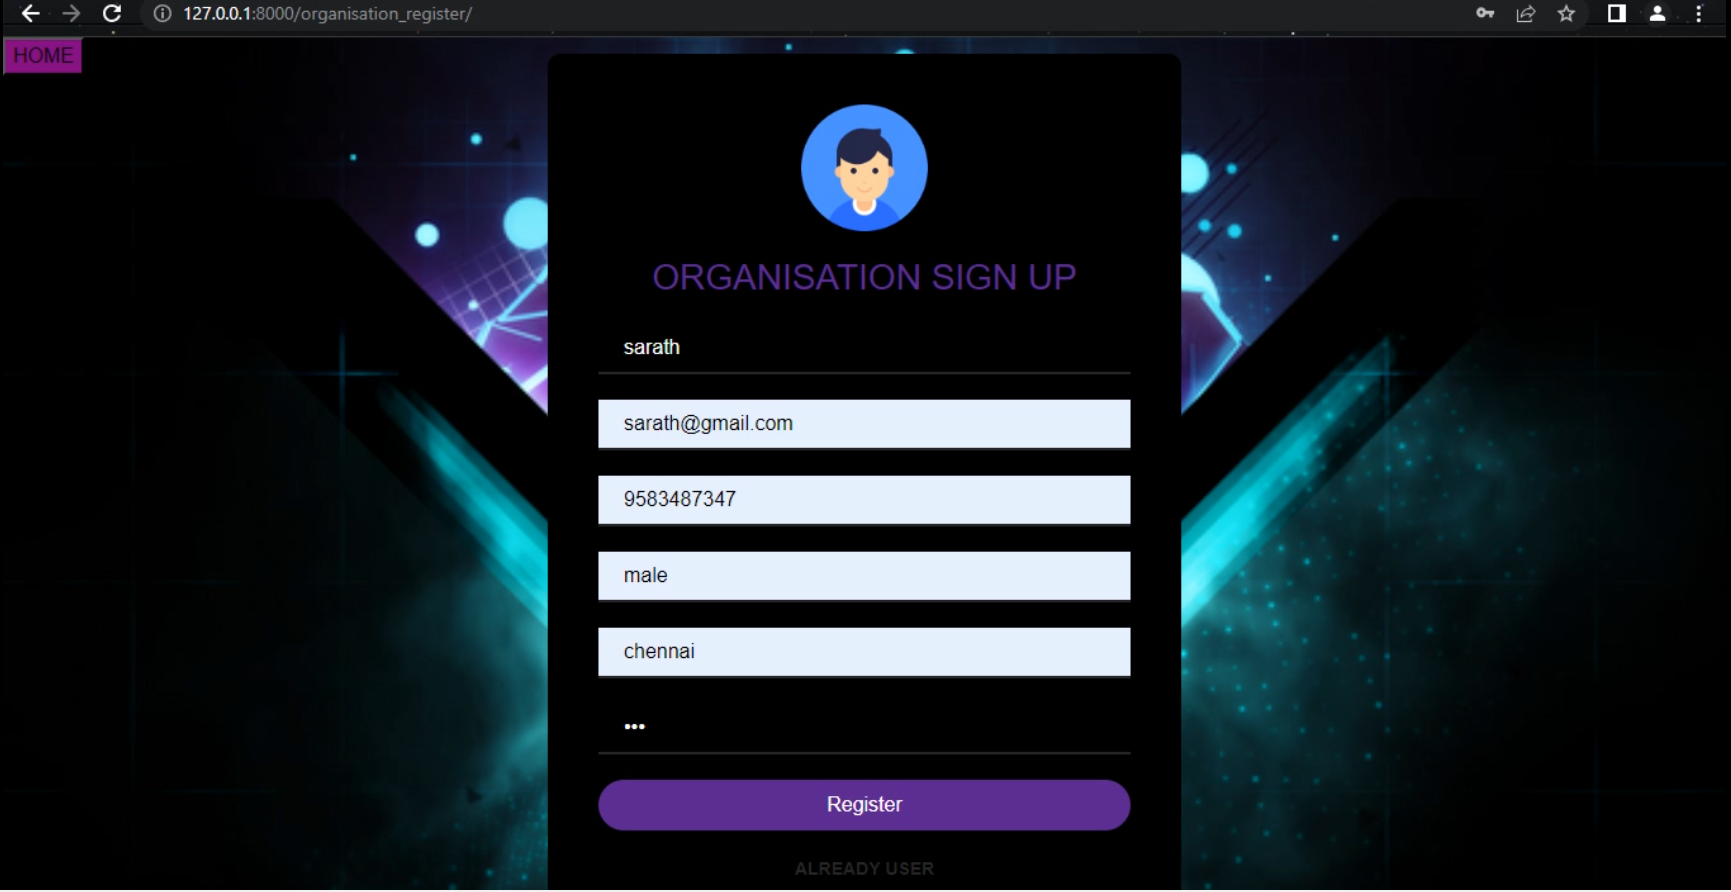 127.0.0.1:8000/organisation_register/
HOME
ORGANISATION SIGN UP
sarath
sarath@gmail.com
9583487347
male
chennai
•••
Register
ALREADY USER